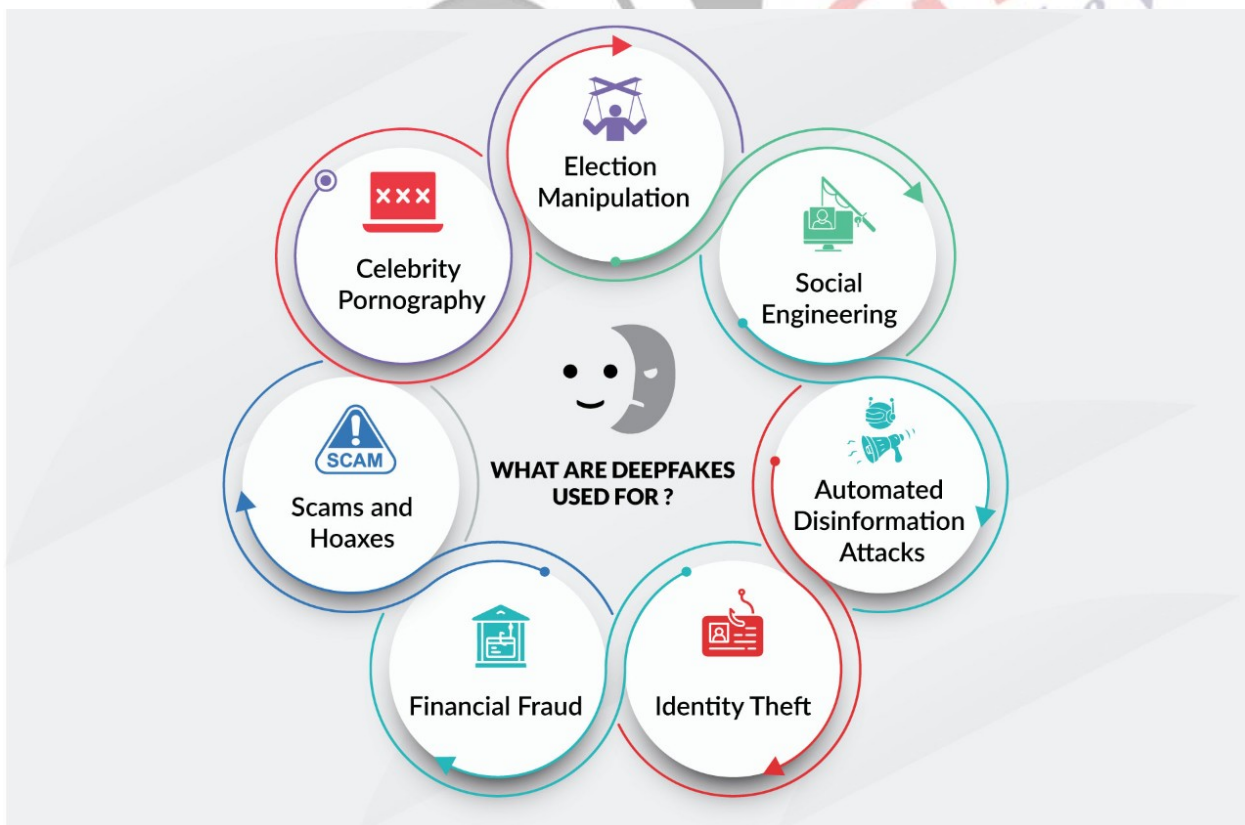 Election
Manipulation
Social
Engineering
Automated
Disinformation
Attacks
Identity Theft
Financial Fraud
SCAM
Scams and
Hoaxes
XXX
Celebrity
Pornography
WHAT ARE DEEPFAKES
USED FOR ?